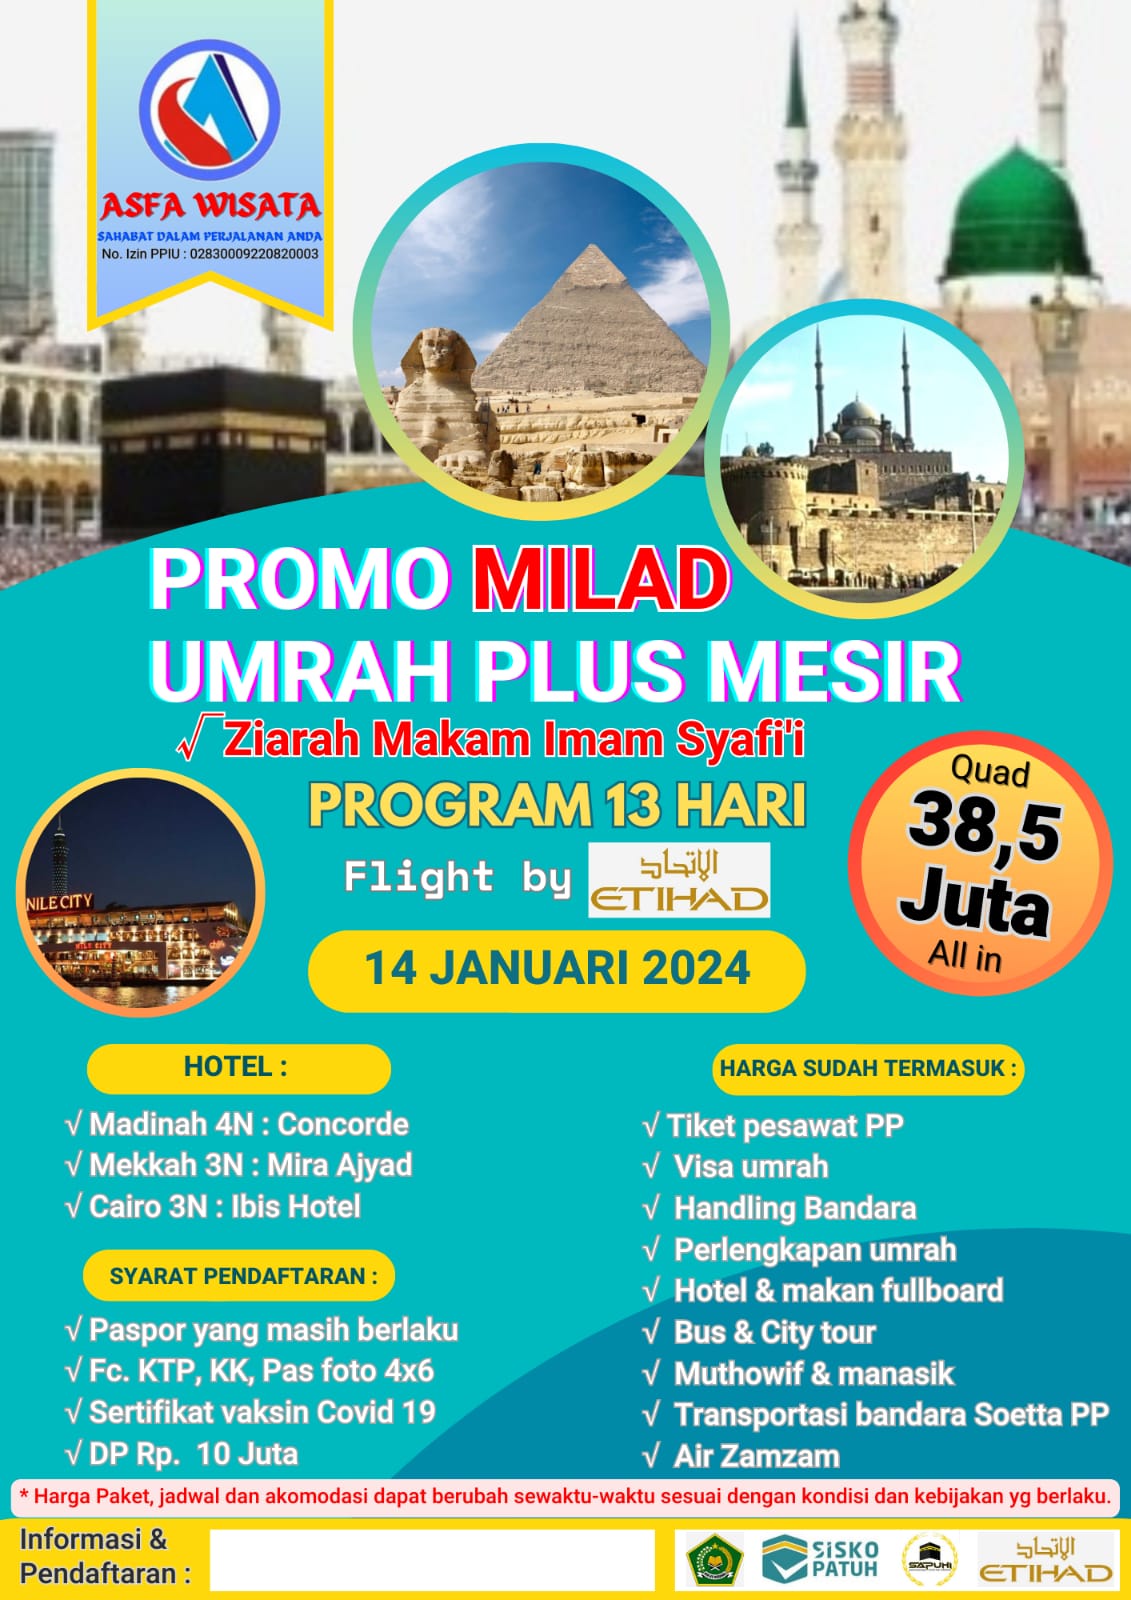 ASFA WISATA
SAHABAT DALAM PERJALANAN ANDA
No. Izin PPIU : 02830009220820003
PROMO MILAD
UMRAH PLUS MESIR
√ Ziarah Makam Imam Syafi'i
PROGRAM 13 HARI
Flight by الإتحاد
ETIHAD
14 JANUARI 2024
Quad
38,5
Juta
All in
NILE CITY
NILE CITY
HOTEL :
√ Madinah 4N : Concorde
√ Mekkah 3N : Mira Ajyad
√ Cairo 3N : Ibis Hotel
SYARAT PENDAFTARAN :
√ Paspor yang masih berlaku
√ Fc. KTP, KK, Pas foto 4x6
√ Sertifikat vaksin Covid 19
√ DP Rp. 10 Juta
HARGA SUDAH TERMASUK :
√ Tiket pesawat PP
√ Visa umrah
√ Handling Bandara
√ Perlengkapan umrah
√ Hotel & makan fullboard
√ Bus & City tour
√ Muthowif & manasik
√ Transportasi bandara Soetta PP
√ Air Zamzam
* Harga Paket, jadwal dan akomodasi dapat berubah sewaktu-waktu sesuai dengan kondisi dan kebijakan yg berlaku.
Informasi &
Pendaftaran :
SISKO
PATUH
SAPUHI
الإتحاد
ETIHAD